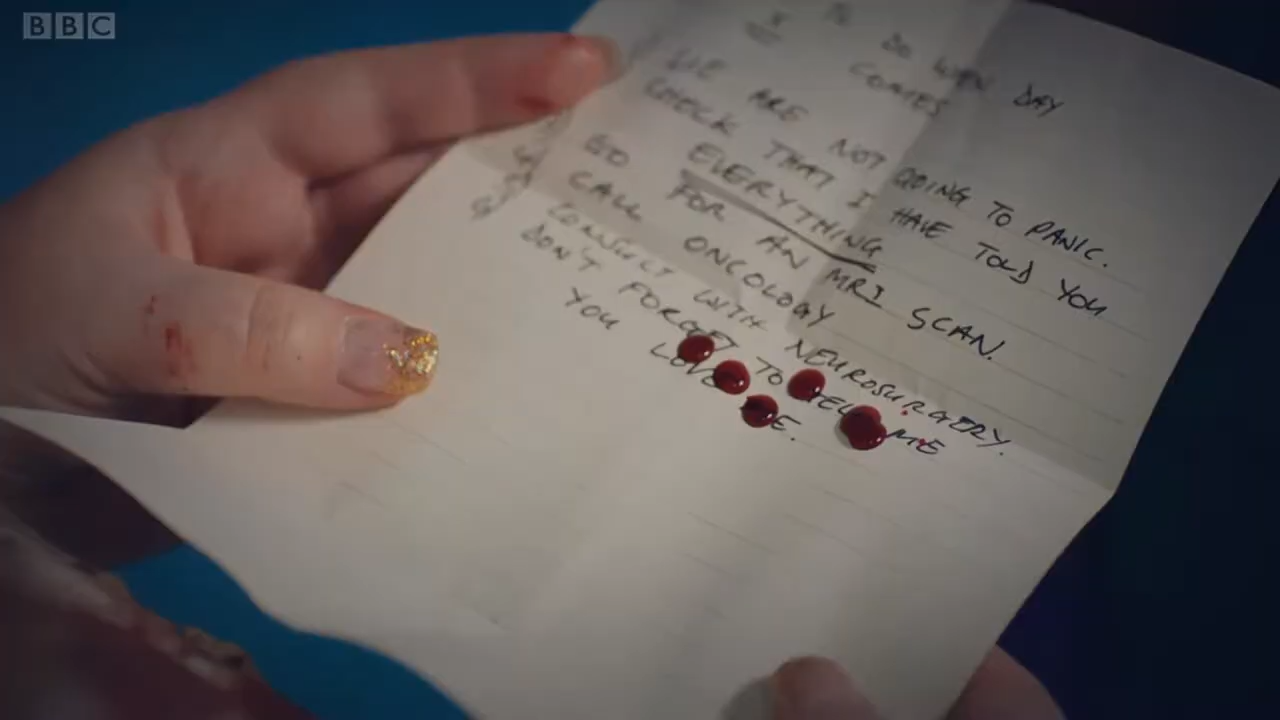 BBC
TO DO WHEN DAY
COMES
WE ARE NOT GOING TO PANIC.
CHECK THAT I HAVE TOLD YOU
EVERYTHING
GO FOR AN MRI SCAN.
CALL ONCOLOGY
CONSULT WITH NEUROSURGERY.
DON'T FORGET TO TELL ME
YOU LOVE ME.